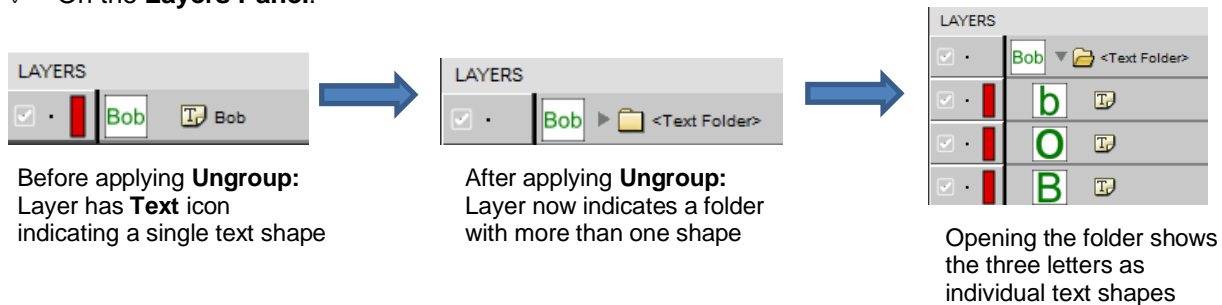 On the Layers Panel:
LAYERS
Bob Bob
Before applying Ungroup:
Layer has Text icon
indicating a single text shape
LAYERS
Bob <Text Folder>
After applying Ungroup:
Layer now indicates a folder
with more than one shape
LAYERS
Bob <Text Folder>
b
O
B
Opening the folder shows
the three letters as
individual text shapes